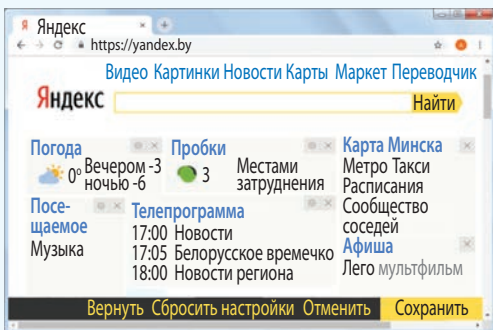 Яндекс
https://yandex.by
Видео Картинки Новости Карты Маркет Переводчик
Яндекс
Найти
Погода
0° Вечером -3
ночью -6
Пробки
3 Местами
затруднения
Карта Минска
Метро Такси
Расписания
Сообщество
соседей
Посе-
щаемое
Музыка
Телепрограмма
17:00 Новости
17:05 Белорусское времечко
18:00 Новости региона
Афиша
Лего мультфильм
Вернуть Сбросить настройки Отменить Сохранить